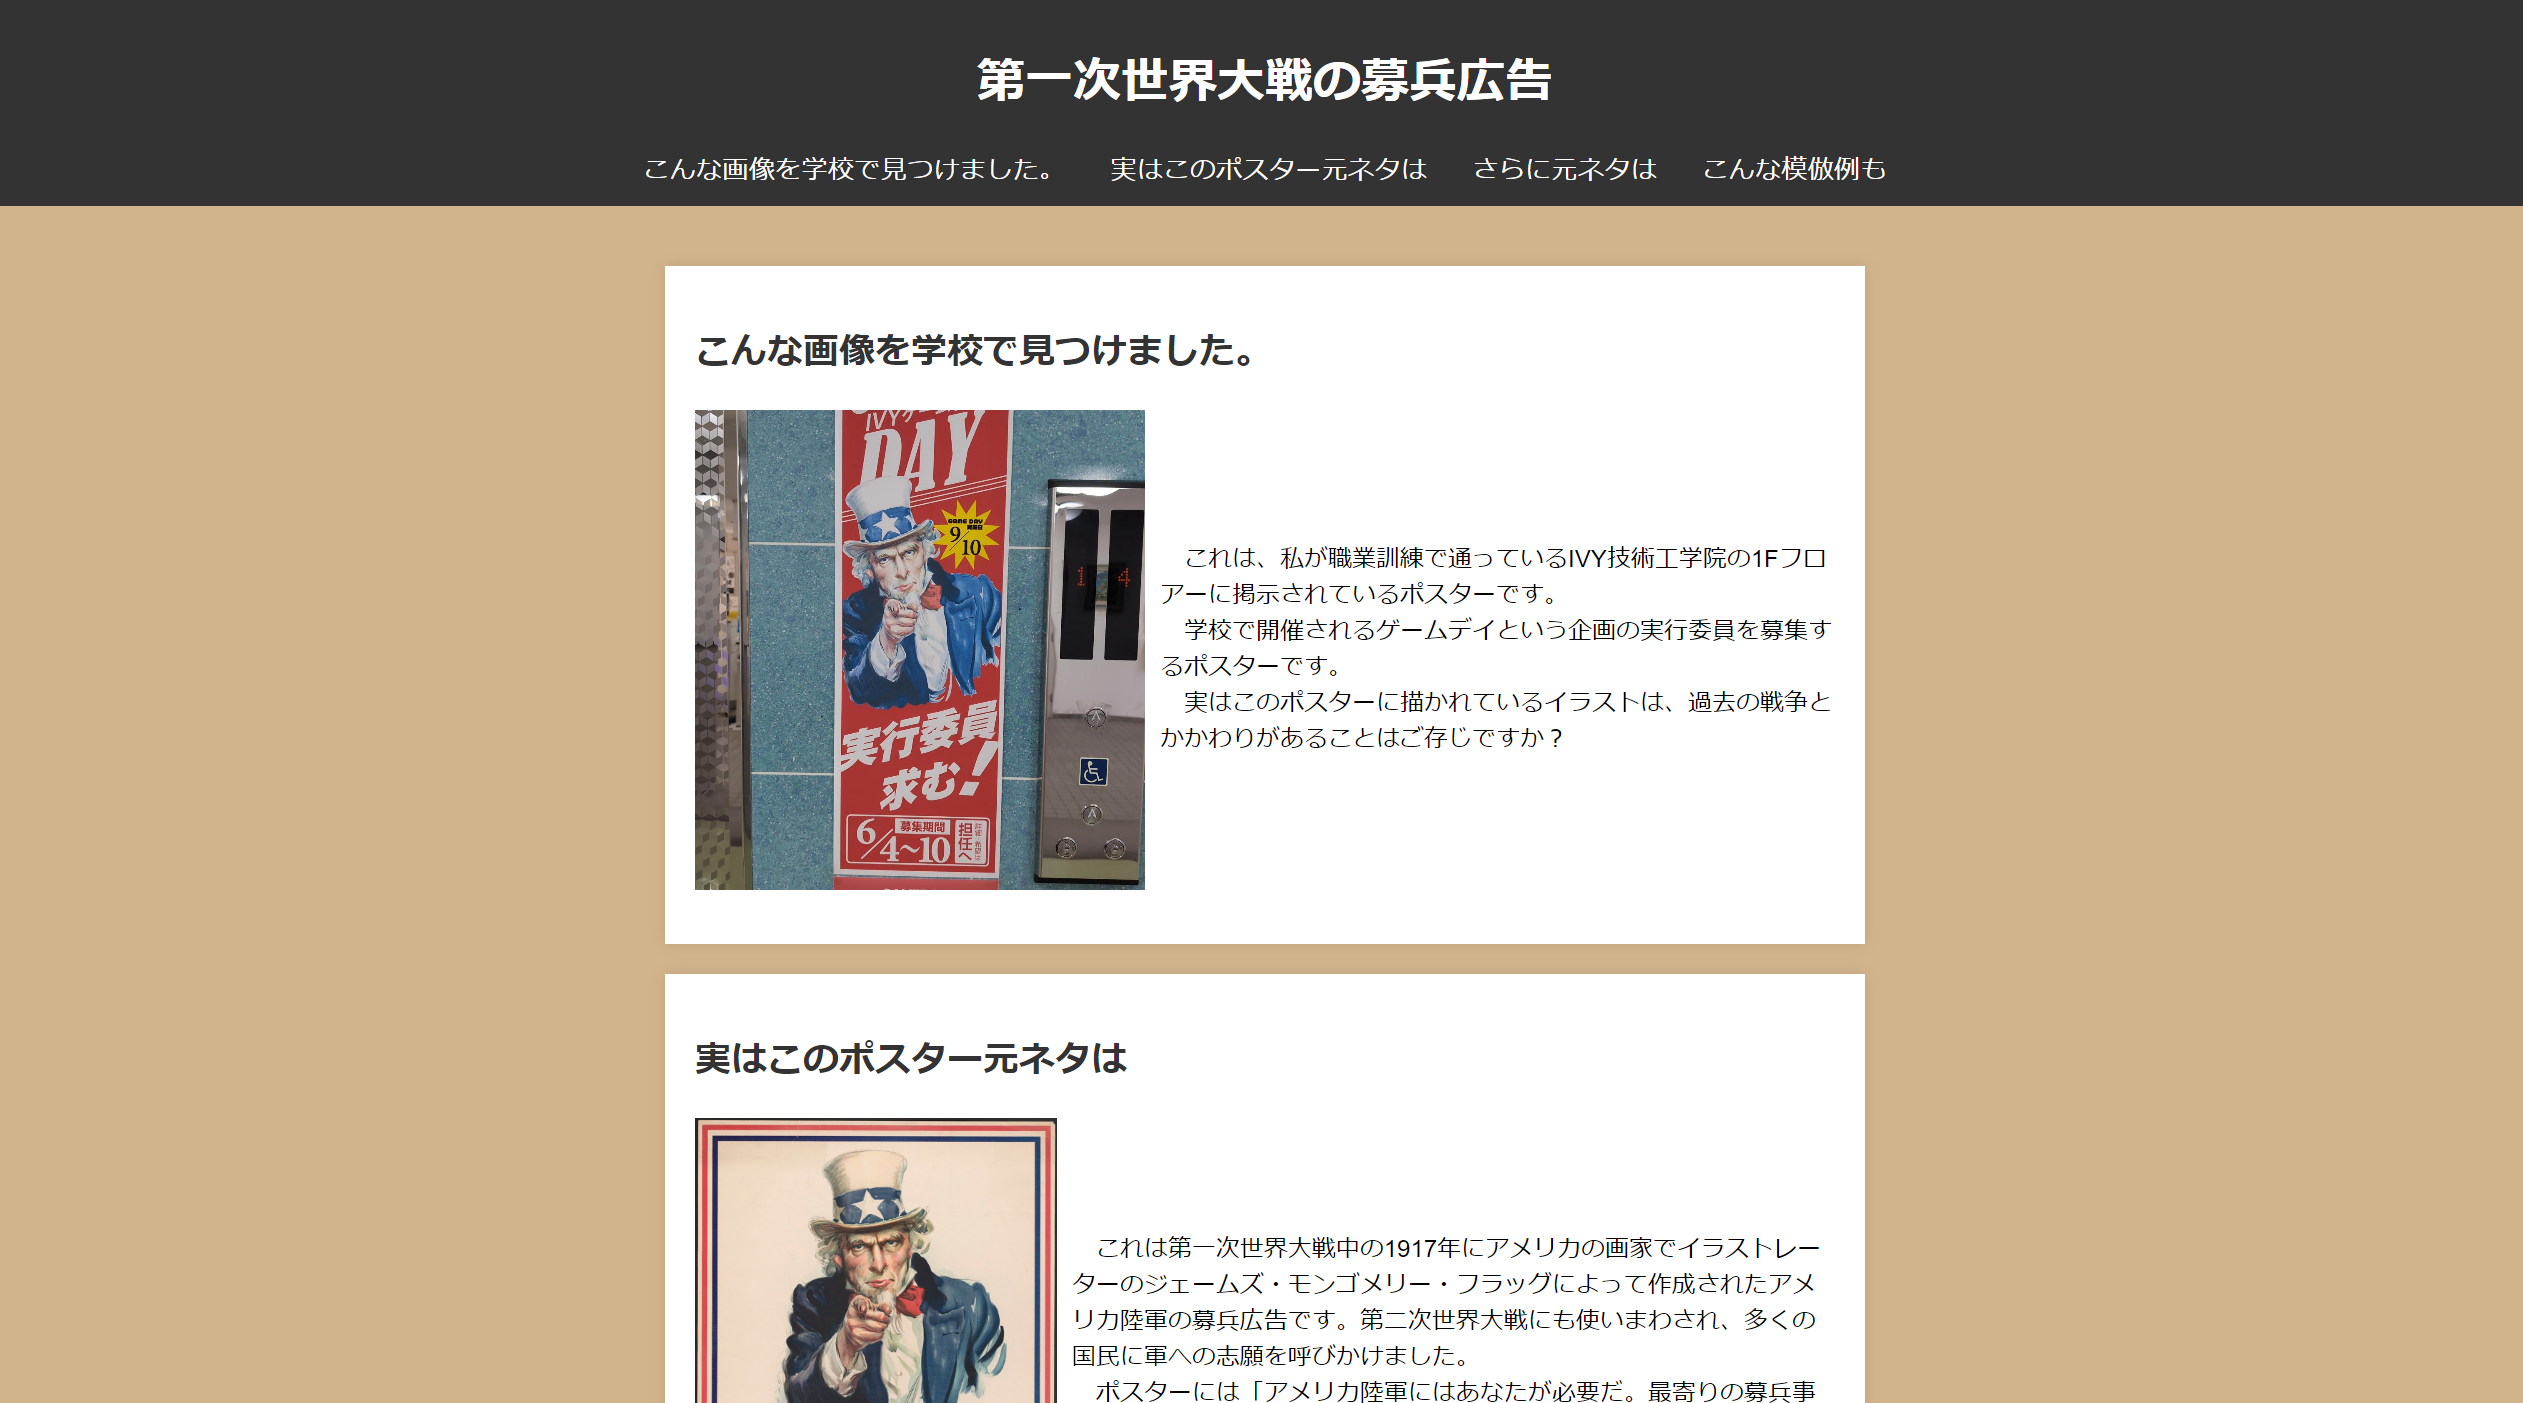 第一次世界大戦の募兵広告
こんな画像を学校で見つけました。 実はこのポスター元ネタは さらに元ネタは こんな模倣例も
こんな画像を学校で見つけました。
IVY
DAY
GAME DAY
9/10
実行委員
求む!
6/4~10 募集期間 担任へ
1 4
これは、私が職業訓練で通っているIVY技術工学院の1Fフロ
アーに掲示されているポスターです。
学校で開催されるゲームデイという企画の実行委員を募集す
るポスターです。
実はこのポスターに描かれているイラストは、過去の戦争と
かかわりがあることはご存じですか？
実はこのポスター元ネタは
これは第一次世界大戦中の1917年にアメリカの画家でイラストレー
ターのジェームズ・モンゴメリー・フラッグによって作成されたアメ
リカ陸軍の募兵広告です。第二次世界大戦にも使いまわされ、多くの
国民に軍への志願を呼びかけました。
ポスターには「アメリカ陸軍にはあなたが必要だ。最寄りの募兵事